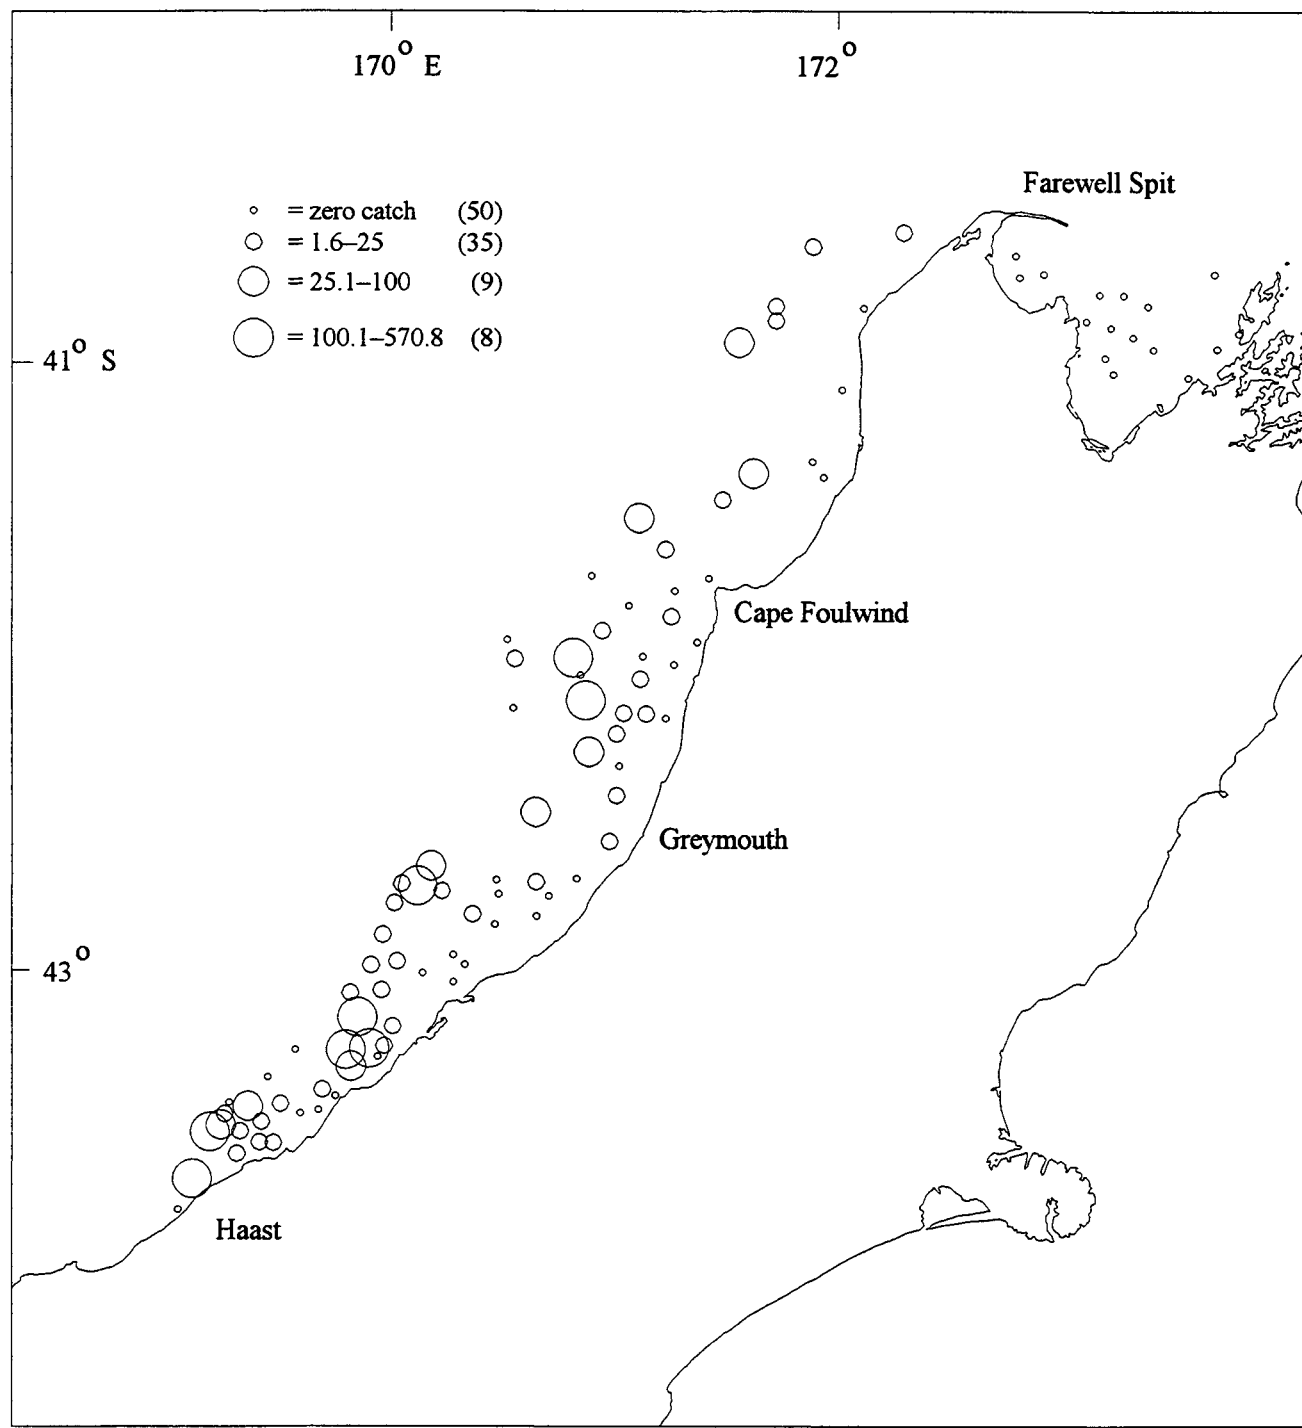 170° E
172°
Farewell Spit
= zero catch (50)
= 1.6–25 (35)
= 25.1–100 (9)
= 100.1–570.8 (8)
41° S
Cape Foulwind
Greymouth
43°
Haast